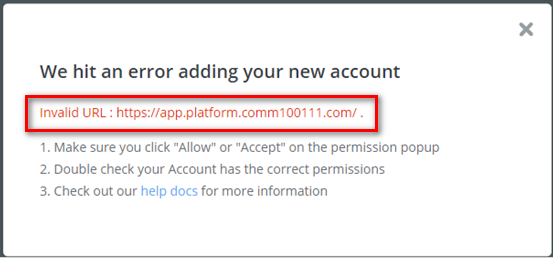 We hit an error adding your new account
Invalid URL : https://app.platform.comm100111.com/ .
1. Make sure you click "Allow" or "Accept" on the permission popup
2. Double check your Account has the correct permissions
3. Check out our help docs for more information